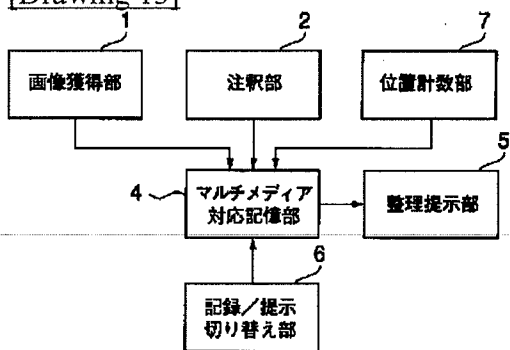 [Drawing 15]
1
2
7
画像獲得部
注釈部
位置計数部
5
4
マルチメディア
対応記憶部
整理提示部
6
記録／提示
切り替え部